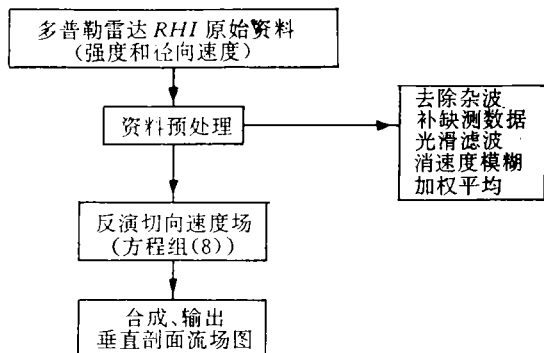 多普勒雷达 RHI 原始资料
(强度和径向速度)
资料预处理
去除杂波
补缺测数据
光滑滤波
消速度模糊
加权平均
反演切向速度场
(方程组(8))
合成、输出
垂直剖面流场图